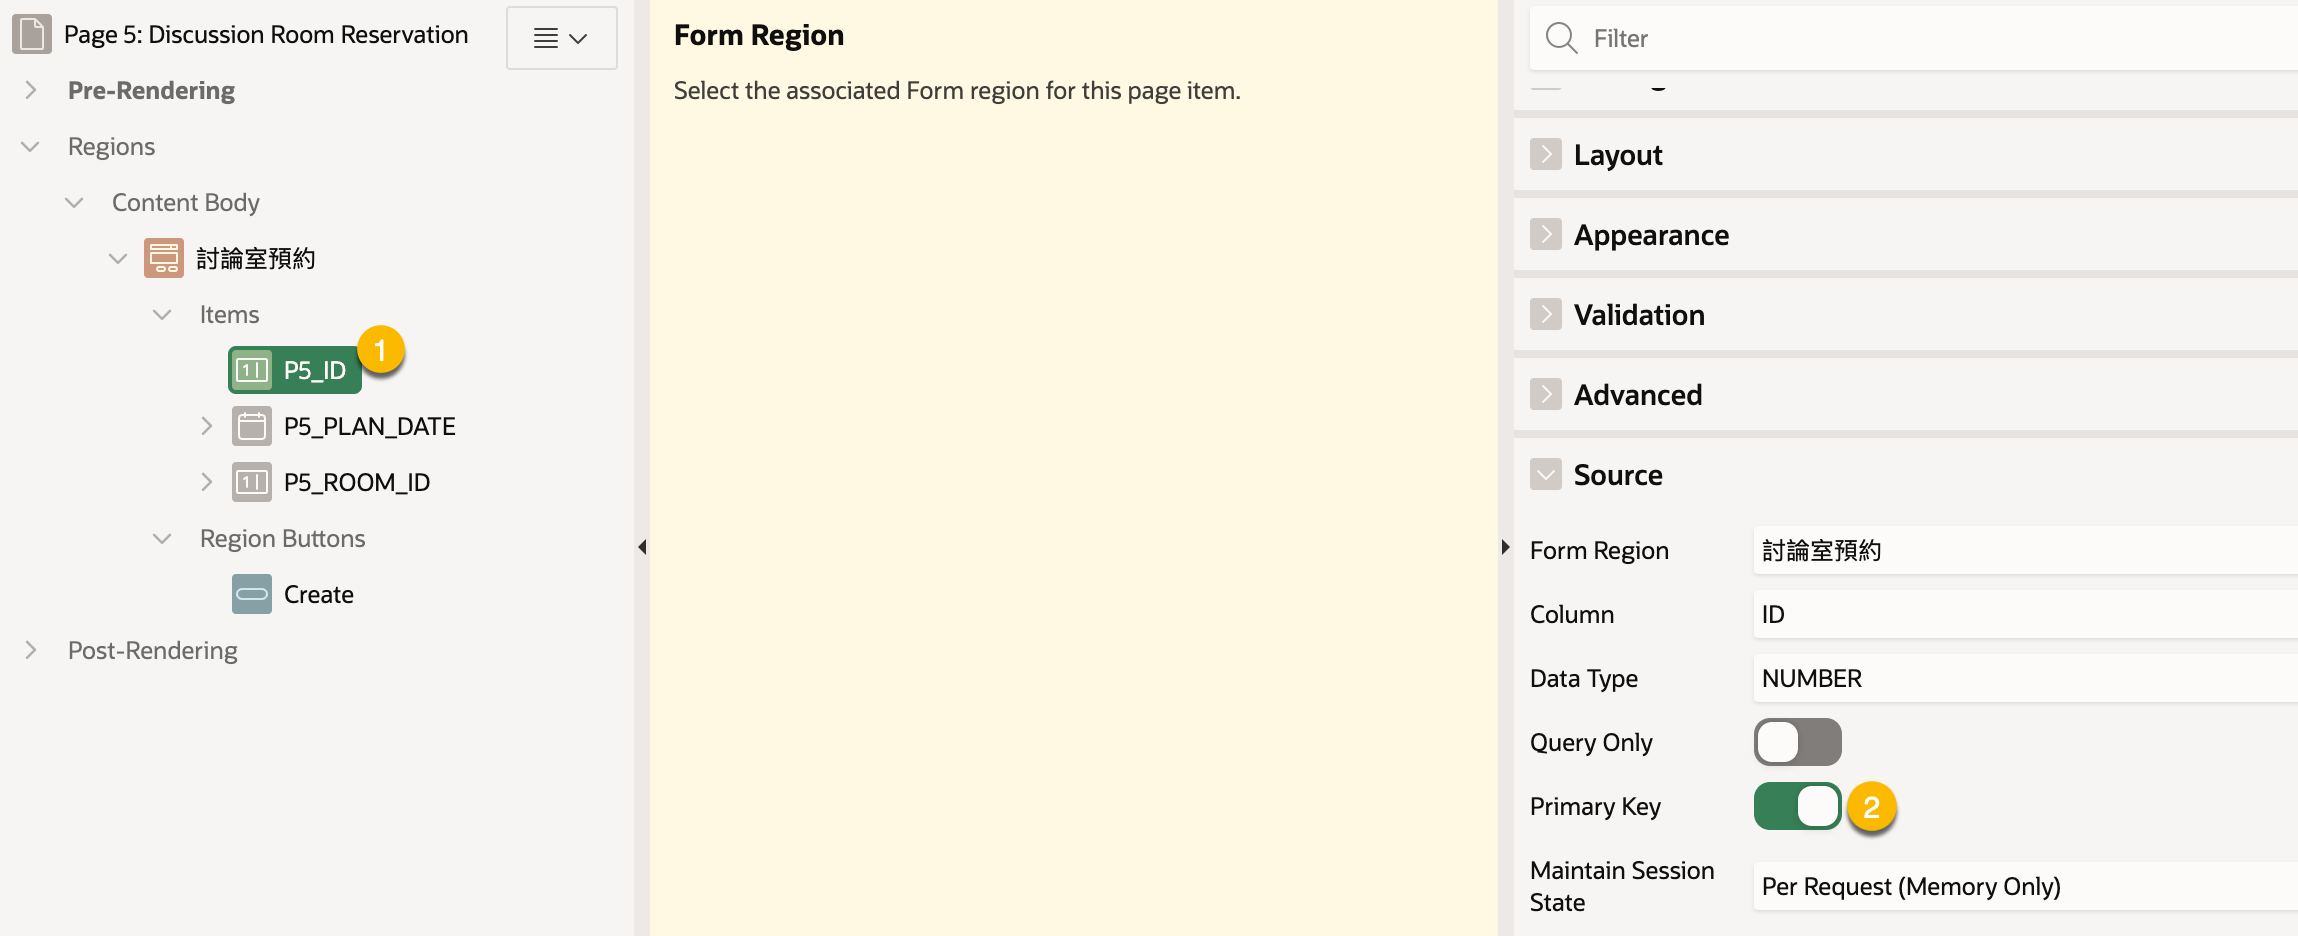 Page 5: Discussion Room Reservation
Pre-Rendering
Regions
Content Body
討論室預約
Items
P5_ID
1
P5_PLAN_DATE
P5_ROOM_ID
Region Buttons
Create
Post-Rendering
Form Region
Select the associated Form region for this page item.
Filter
Layout
Appearance
Validation
Advanced
Source
Form Region 討論室預約
Column ID
Data Type NUMBER
Query Only
Primary Key 2
Maintain Session State Per Request (Memory Only)